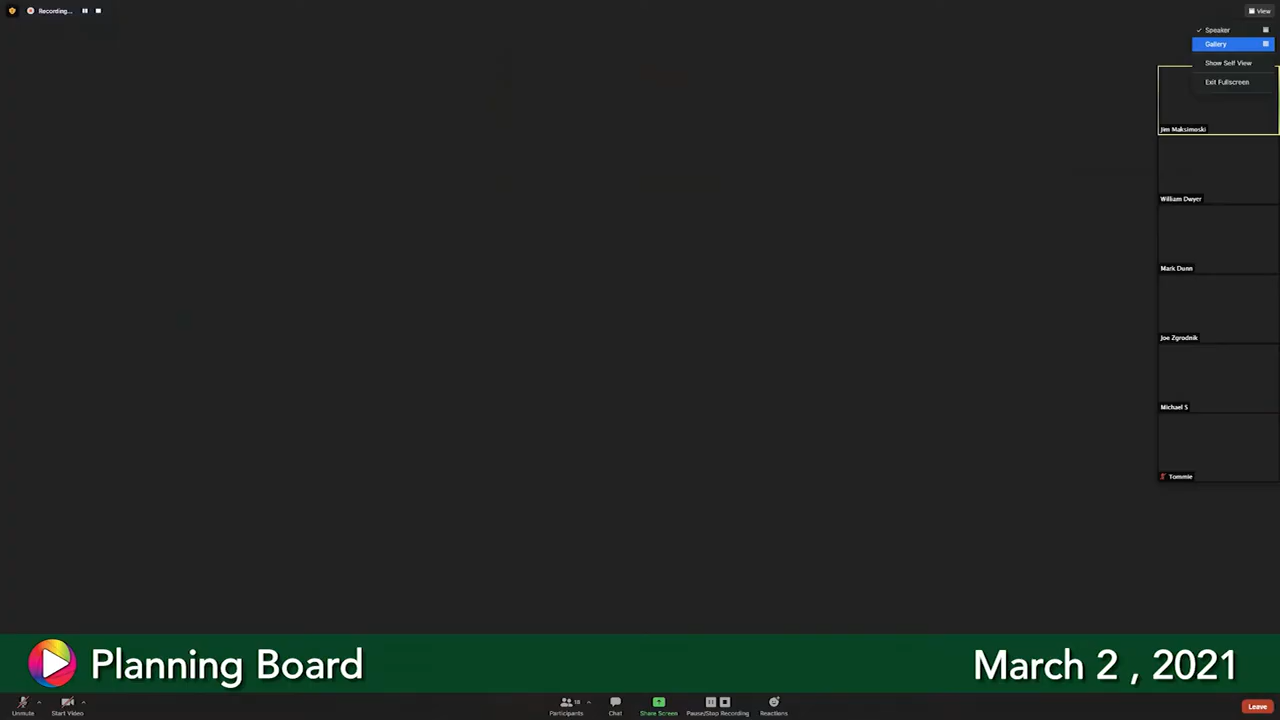 Recording...
View
Speaker
Gallery
Show Self View
Exit Fullscreen
Jim Maksimoski
William Dwyer
Mark Dunn
Joe Zgrodnik
Michael S
Tommie
Planning Board
March 2 , 2021
Unmute
Start Video
Participants
18
Chat
Share Screen
Pause/Stop Recording
Reactions
Leave